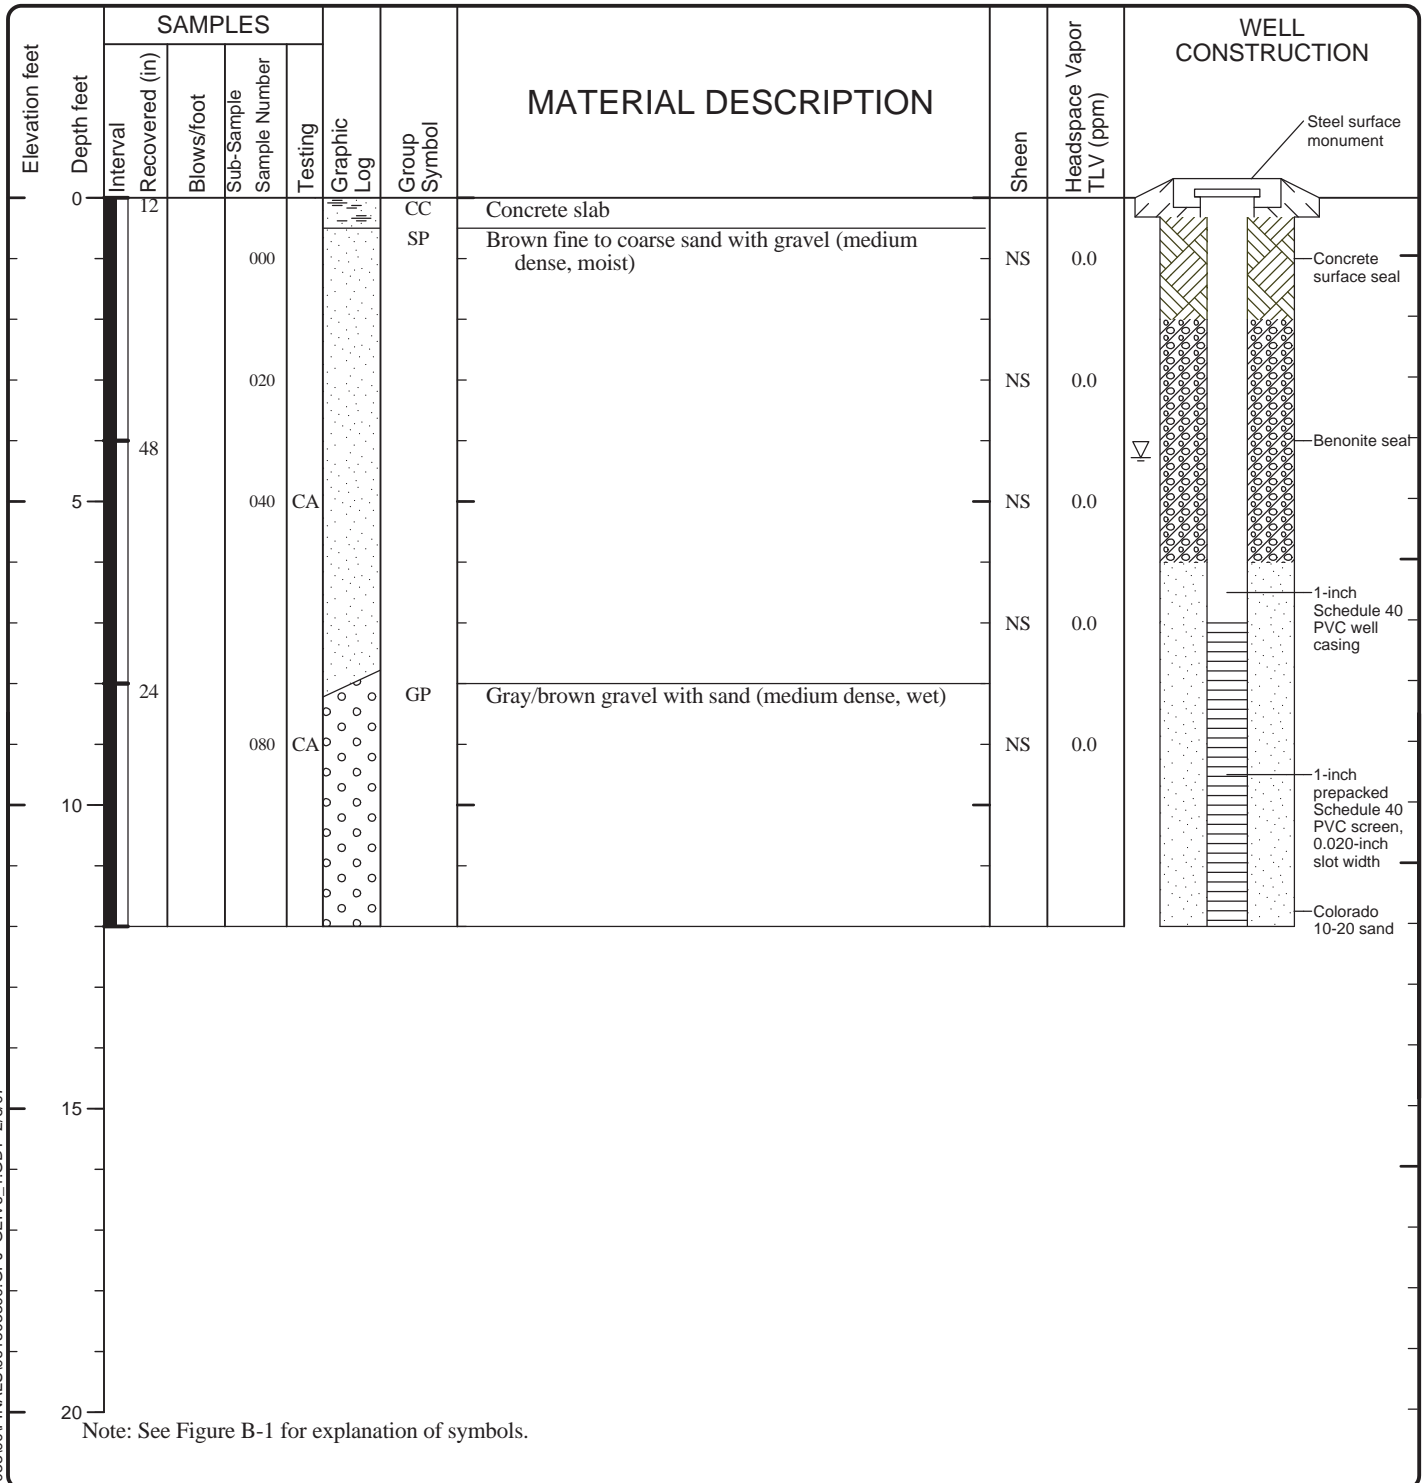 SAMPLES
Elevation feet
Depth feet
Interval
Recovered (in)
Blows/foot
Sub-Sample
Sample Number
Testing
Graphic
Log
Group
Symbol
MATERIAL DESCRIPTION
Sheen
Headspace Vapor
TLV (ppm)
WELL
CONSTRUCTION
Steel surface
monument
0
12
CC
Concrete slab
SP
Brown fine to coarse sand with gravel (medium
dense, moist)
000
NS
0.0
Concrete
surface seal
020
NS
0.0
48
Benonite seal
5
040
CA
NS
0.0
1-inch
Schedule 40
PVC well
casing
NS
0.0
24
GP
Gray/brown gravel with sand (medium dense, wet)
080
CA
NS
0.0
1-inch
prepacked
Schedule 40
PVC screen,
0.020-inch
slot width
10
Colorado
10-20 sand
15
20
Note: See Figure B-1 for explanation of symbols.